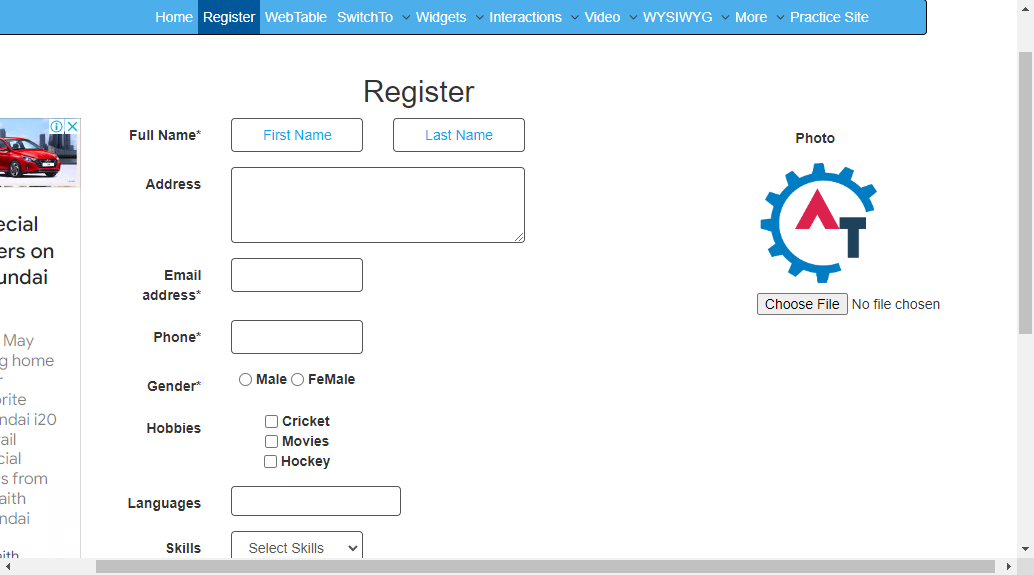 Home Register WebTable SwitchTo Widgets Interactions Video WYSIWYG More Practice Site
Register
Full Name* First Name Last Name
Photo
Address
AT
Email
address*
Choose File No file chosen
Phone*
Gender* Male FeMale
Hobbies Cricket
Movies
Hockey
Languages
Skills Select Skills
ecial
ers on
undai
May
g home
rite
ndai i20
ail
cial
s from
aith
ndai
aith